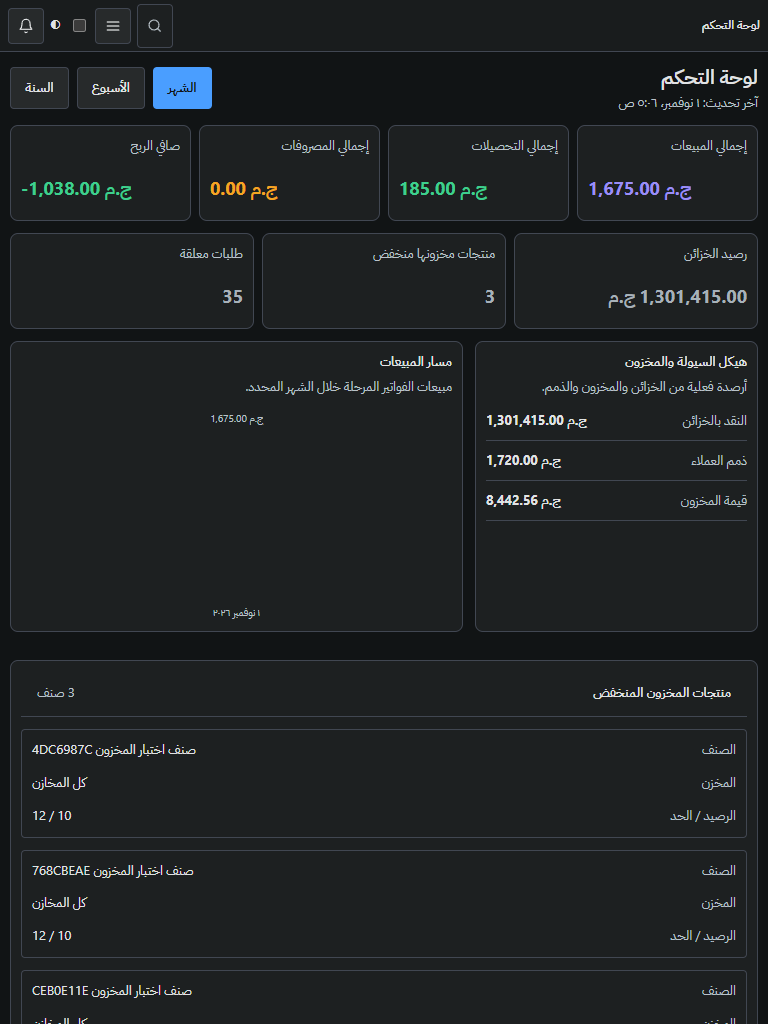 لوحة التحكم
لوحة التحكم
آخر تحديث: ١ نوفمبر، ٥:٠٦ ص
الشهر
الأسبوع
السنة
إجمالي المبيعات
ج.م 1,675.00
إجمالي التحصيلات
ج.م 185.00
إجمالي المصروفات
ج.م 0.00
صافي الربح
ج.م 1,038.00-
رصيد الخزائن
1,301,415.00 ج.م
منتجات مخزونها منخفض
3
طلبات معلقة
35
هيكل السيولة والمخزون
أرصدة فعلية من الخزائن والمخزون والذمم.
النقد بالخزائن
ج.م 1,301,415.00
ذمم العملاء
ج.م 1,720.00
قيمة المخزون
ج.م 8,442.56
مسار المبيعات
مبيعات الفواتير المرحلة خلال الشهر المحدد.
ج.م 1,675.00
١ نوفمبر ٢٠٢٦
منتجات المخزون المنخفض
3 صنف
الصنف
صنف اختبار المخزون 4DC6987C
المخزن
كل المخازن
الرصيد / الحد
12 / 10
الصنف
صنف اختبار المخزون 768CBEAE
المخزن
كل المخازن
الرصيد / الحد
12 / 10
الصنف
صنف اختبار المخزون CEB0E11E
المخزن
كل المخازن